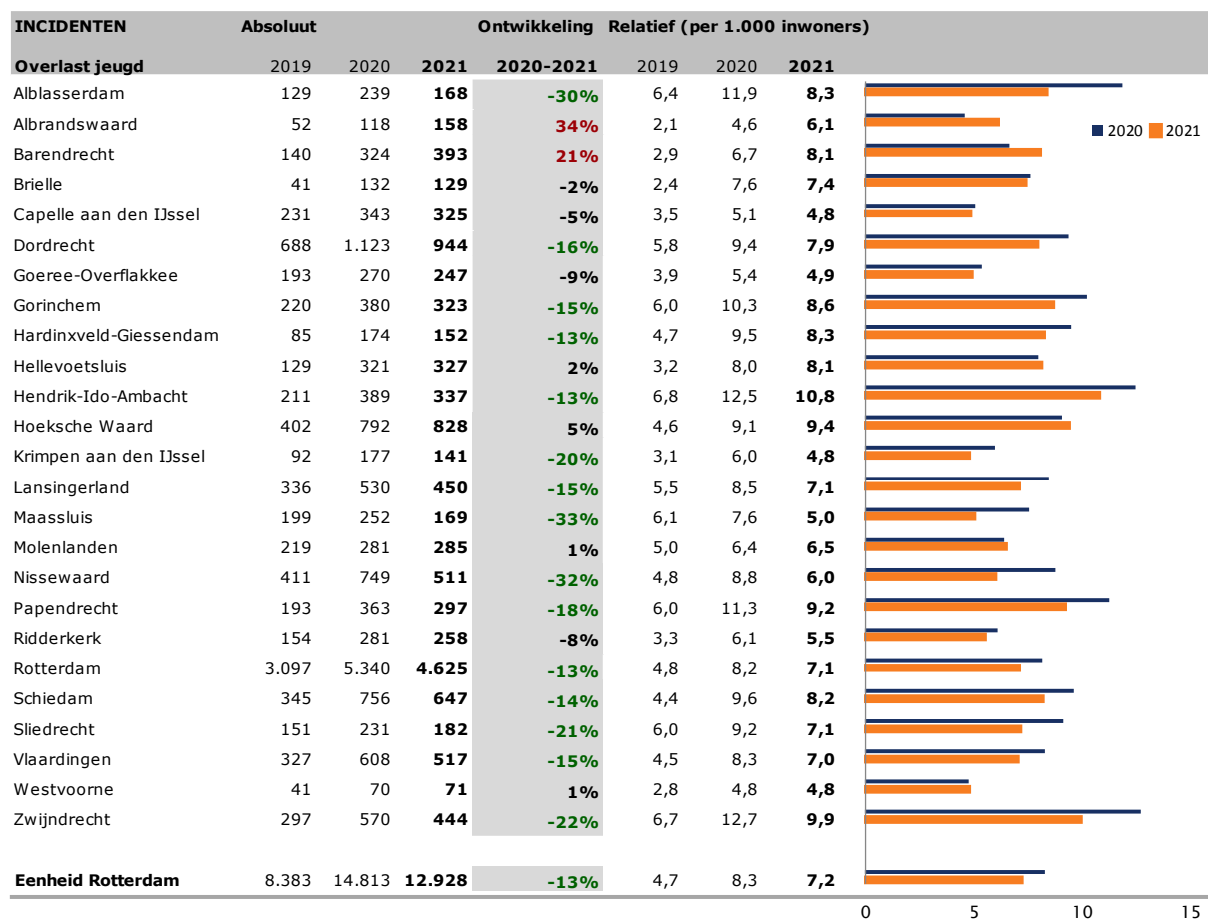 INCIDENTEN Absoluut Ontwikkeling Relatief (per 1.000 inwoners)
Overlast jeugd 2019 2020 2021 2020-2021 2019 2020 2021
Alblasserdam 129 239 168 -30% 6,4 11,9 8,3
Albrandswaard 52 118 158 34% 2,1 4,6 6,1
2020 2021
Barendrecht 140 324 393 21% 2,9 6,7 8,1
Brielle 41 132 129 -2% 2,4 7,6 7,4
Capelle aan den IJssel 231 343 325 -5% 3,5 5,1 4,8
Dordrecht 688 1.123 944 -16% 5,8 9,4 7,9
Goeree-Overflakkee 193 270 247 -9% 3,9 5,4 4,9
Gorinchem 220 380 323 -15% 6,0 10,3 8,6
Hardinxveld-Giessendam 85 174 152 -13% 4,7 9,5 8,3
Hellevoetsluis 129 321 327 2% 3,2 8,0 8,1
Hendrik-Ido-Ambacht 211 389 337 -13% 6,8 12,5 10,8
Hoeksche Waard 402 792 828 5% 4,6 9,1 9,4
Krimpen aan den IJssel 92 177 141 -20% 3,1 6,0 4,8
Lansingerland 336 530 450 -15% 5,5 8,5 7,1
Maassluis 199 252 169 -33% 6,1 7,6 5,0
Molenlanden 219 281 285 1% 5,0 6,4 6,5
Nissewaard 411 749 511 -32% 4,8 8,8 6,0
Papendrecht 193 363 297 -18% 6,0 11,3 9,2
Ridderkerk 154 281 258 -8% 3,3 6,1 5,5
Rotterdam 3.097 5.340 4.625 -13% 4,8 8,2 7,1
Schiedam 345 756 647 -14% 4,4 9,6 8,2
Sliedrecht 151 231 182 -21% 6,0 9,2 7,1
Vlaardingen 327 608 517 -15% 4,5 8,3 7,0
Westvoorne 41 70 71 1% 2,8 4,8 4,8
Zwijndrecht 297 570 444 -22% 6,7 12,7 9,9
Eenheid Rotterdam 8.383 14.813 12.928 -13% 4,7 8,3 7,2
0 5 10 15